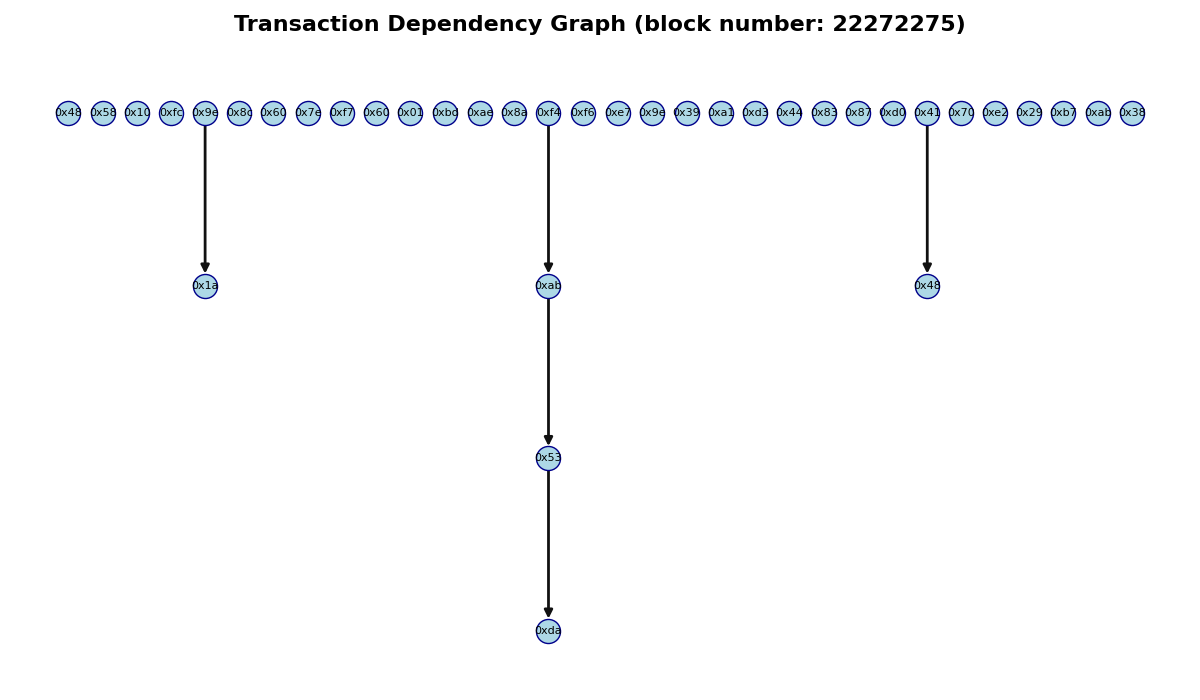 Transaction Dependency Graph (block number: 22272275)
0x48 0x58 0x10 0xfc 0x9e 0x8c 0x60 0x7e 0xf7 0x60 0x01 0xbd 0xae 0x8a 0xf4 0xf6 0xe7 0x9e 0x39 0xa1 0xd3 0x44 0x83 0x87 0xd0 0x41 0x70 0xe2 0x29 0xb7 0xab 0x38
0x1a 0xab 0x48
0x53
0xda